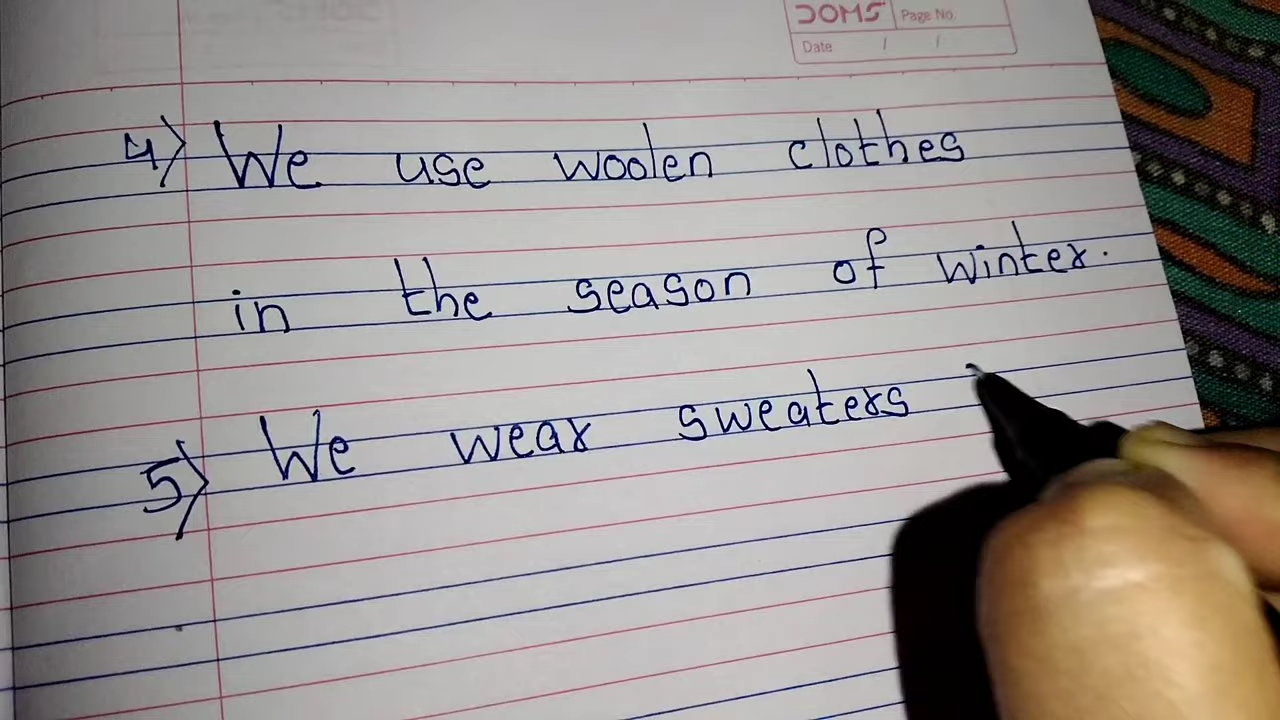 DOMS Page No.
Date / /
4) We use woolen clothes
in the season of winter.
5) We wear sweaters